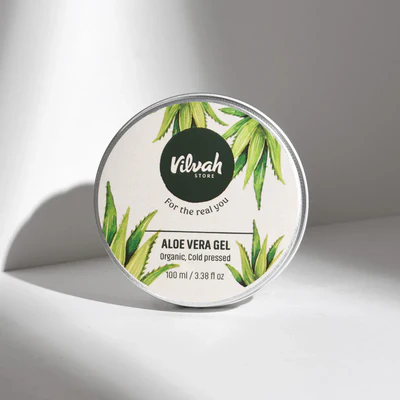 Vilvah
STORE
For the real you
ALOE VERA GEL
Organic, Cold pressed
100 ml / 3.38 fl oz